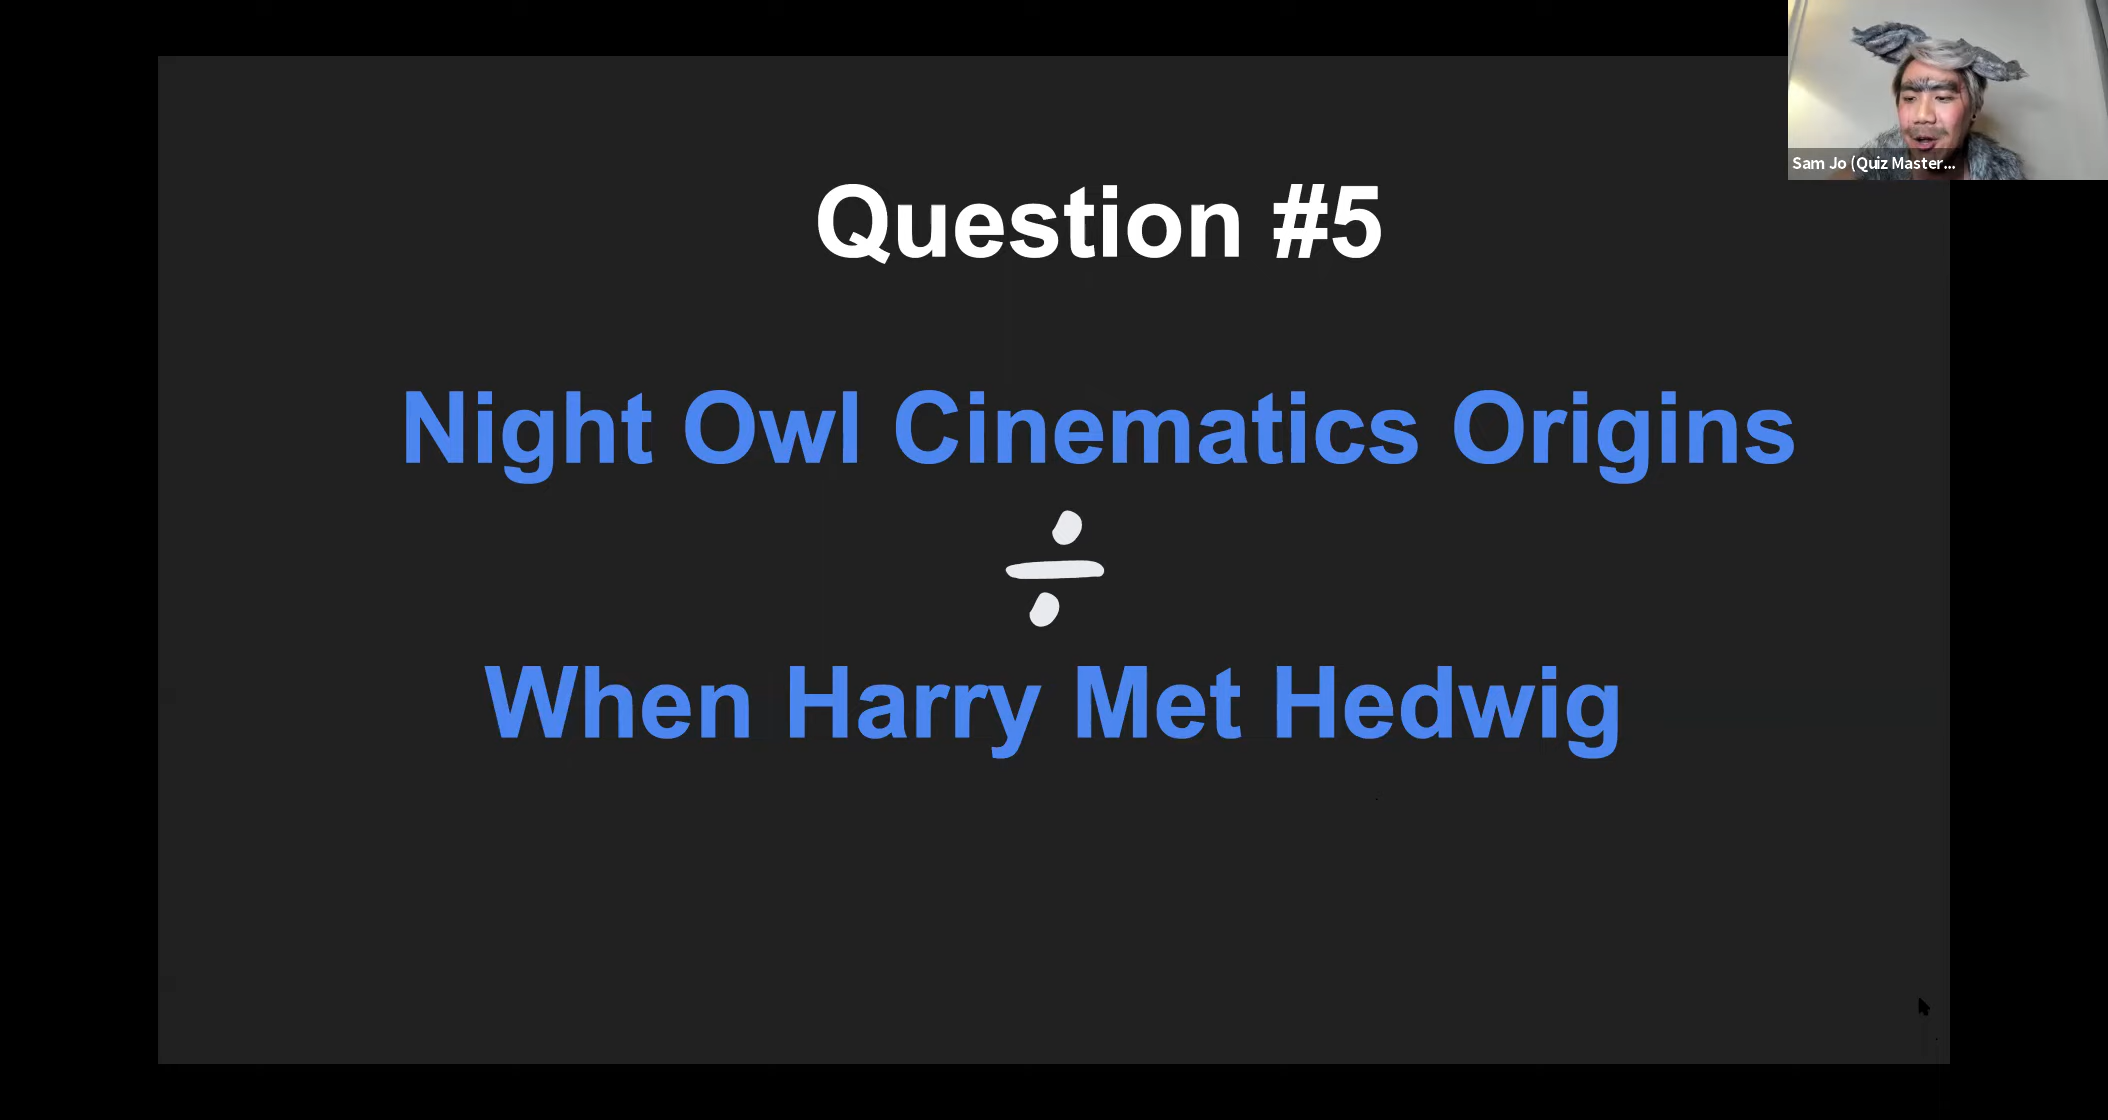 Sam Jo (Quiz Master...
Question #5
Night Owl Cinematics Origins
÷
When Harry Met Hedwig